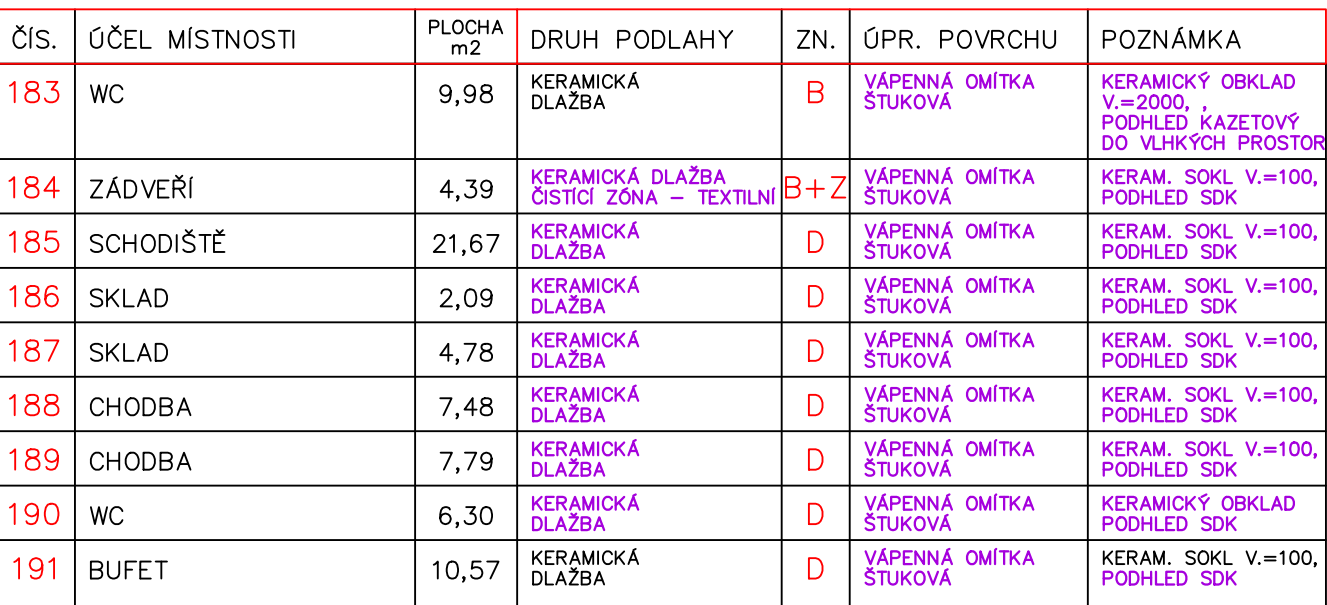 ČÍS. ÚČEL MÍSTNOSTI PLOCHA m2 DRUH PODLAHY ZN. ÚPR. POVRCHU POZNÁMKA
183 WC 9,98 KERAMICKÁ DLAŽBA B VÁPENNÁ OMÍTKA ŠTUKOVÁ KERAMICKÝ OBKLAD V.=2000, , PODHLED KAZETOVÝ DO VLHKÝCH PROSTOR
184 ZÁDVEŘÍ 4,39 KERAMICKÁ DLAŽBA ČISTÍCÍ ZÓNA – TEXTILNÍ B+Z VÁPENNÁ OMÍTKA ŠTUKOVÁ KERAM. SOKL V.=100, PODHLED SDK
185 SCHODIŠTĚ 21,67 KERAMICKÁ DLAŽBA D VÁPENNÁ OMÍTKA ŠTUKOVÁ KERAM. SOKL V.=100, PODHLED SDK
186 SKLAD 2,09 KERAMICKÁ DLAŽBA D VÁPENNÁ OMÍTKA ŠTUKOVÁ KERAM. SOKL V.=100, PODHLED SDK
187 SKLAD 4,78 KERAMICKÁ DLAŽBA D VÁPENNÁ OMÍTKA ŠTUKOVÁ KERAM. SOKL V.=100, PODHLED SDK
188 CHODBA 7,48 KERAMICKÁ DLAŽBA D VÁPENNÁ OMÍTKA ŠTUKOVÁ KERAM. SOKL V.=100, PODHLED SDK
189 CHODBA 7,79 KERAMICKÁ DLAŽBA D VÁPENNÁ OMÍTKA ŠTUKOVÁ KERAM. SOKL V.=100, PODHLED SDK
190 WC 6,30 KERAMICKÁ DLAŽBA D VÁPENNÁ OMÍTKA ŠTUKOVÁ KERAMICKÝ OBKLAD PODHLED SDK
191 BUFET 10,57 KERAMICKÁ DLAŽBA D VÁPENNÁ OMÍTKA ŠTUKOVÁ KERAM. SOKL V.=100, PODHLED SDK